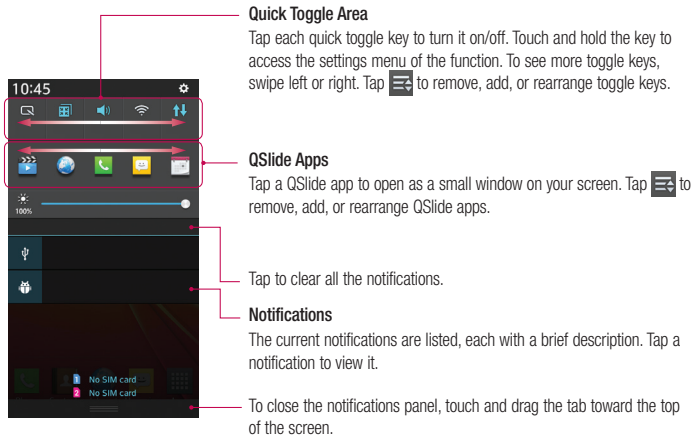 Quick Toggle Area
Tap each quick toggle key to turn it on/off. Touch and hold the key to
access the settings menu of the function. To see more toggle keys,
swipe left or right. Tap to remove, add, or rearrange toggle keys.
10:45
QSlide Apps
Tap a QSlide app to open as a small window on your screen. Tap to
remove, add, or rearrange QSlide apps.
100%
Tap to clear all the notifications.
Notifications
The current notifications are listed, each with a brief description. Tap a
notification to view it.
1 No SIM card
2 No SIM card
To close the notifications panel, touch and drag the tab toward the top
of the screen.